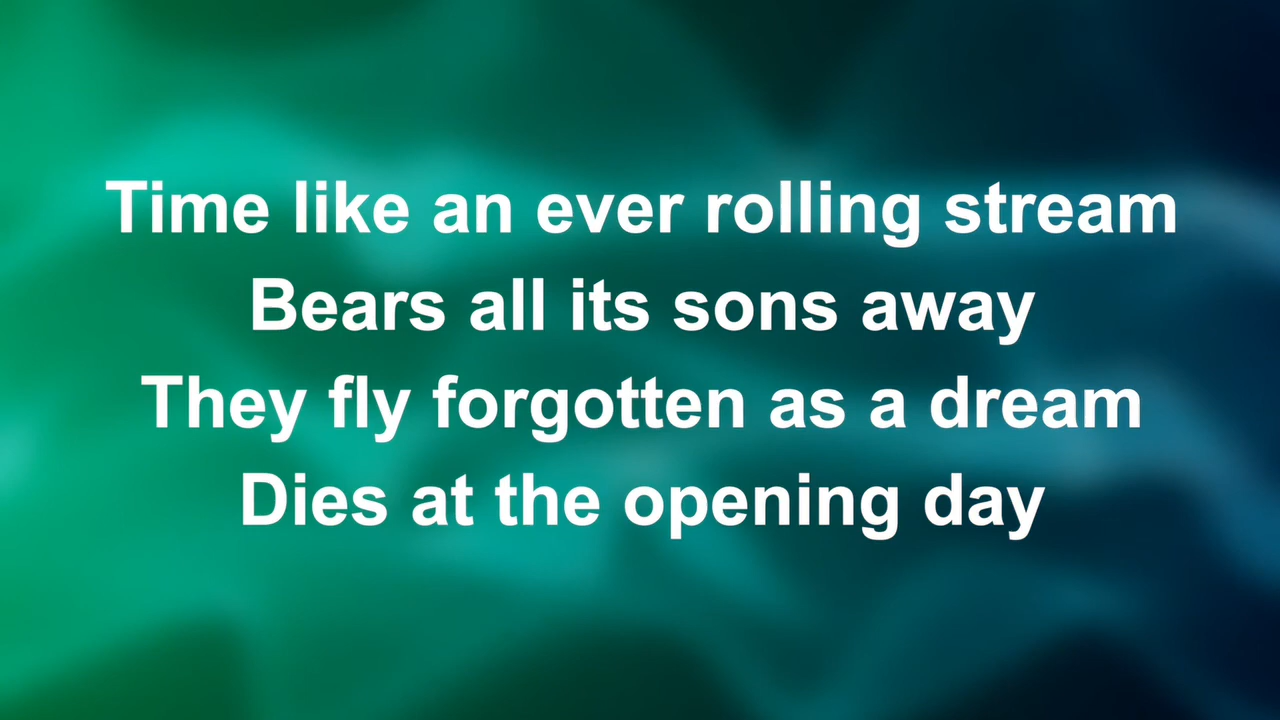 Time like an ever rolling stream
Bears all its sons away
They fly forgotten as a dream
Dies at the opening day